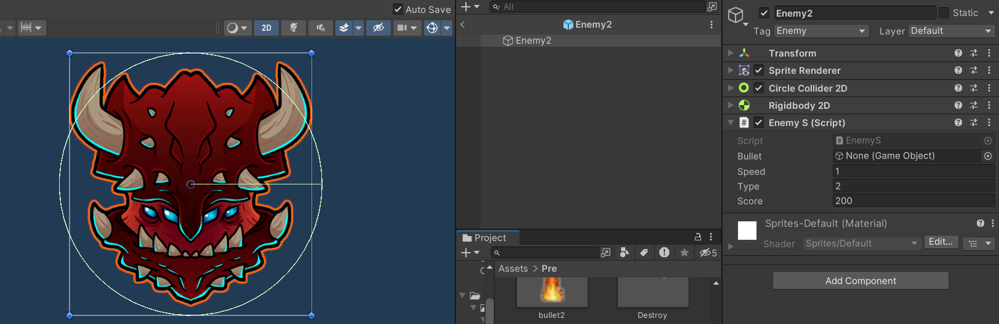 Auto Save
2D
All
Enemy2
Enemy2
Project
5
Assets > Pre
bullet2
Destroy
Enemy2
Static
Tag Enemy Layer Default
Transform
Sprite Renderer
Circle Collider 2D
Rigidbody 2D
# Enemy S (Script)
Script # EnemyS
Bullet None (Game Object)
Speed 1
Type 2
Score 200
Sprites-Default (Material)
Shader Sprites/Default Edit...
Add Component